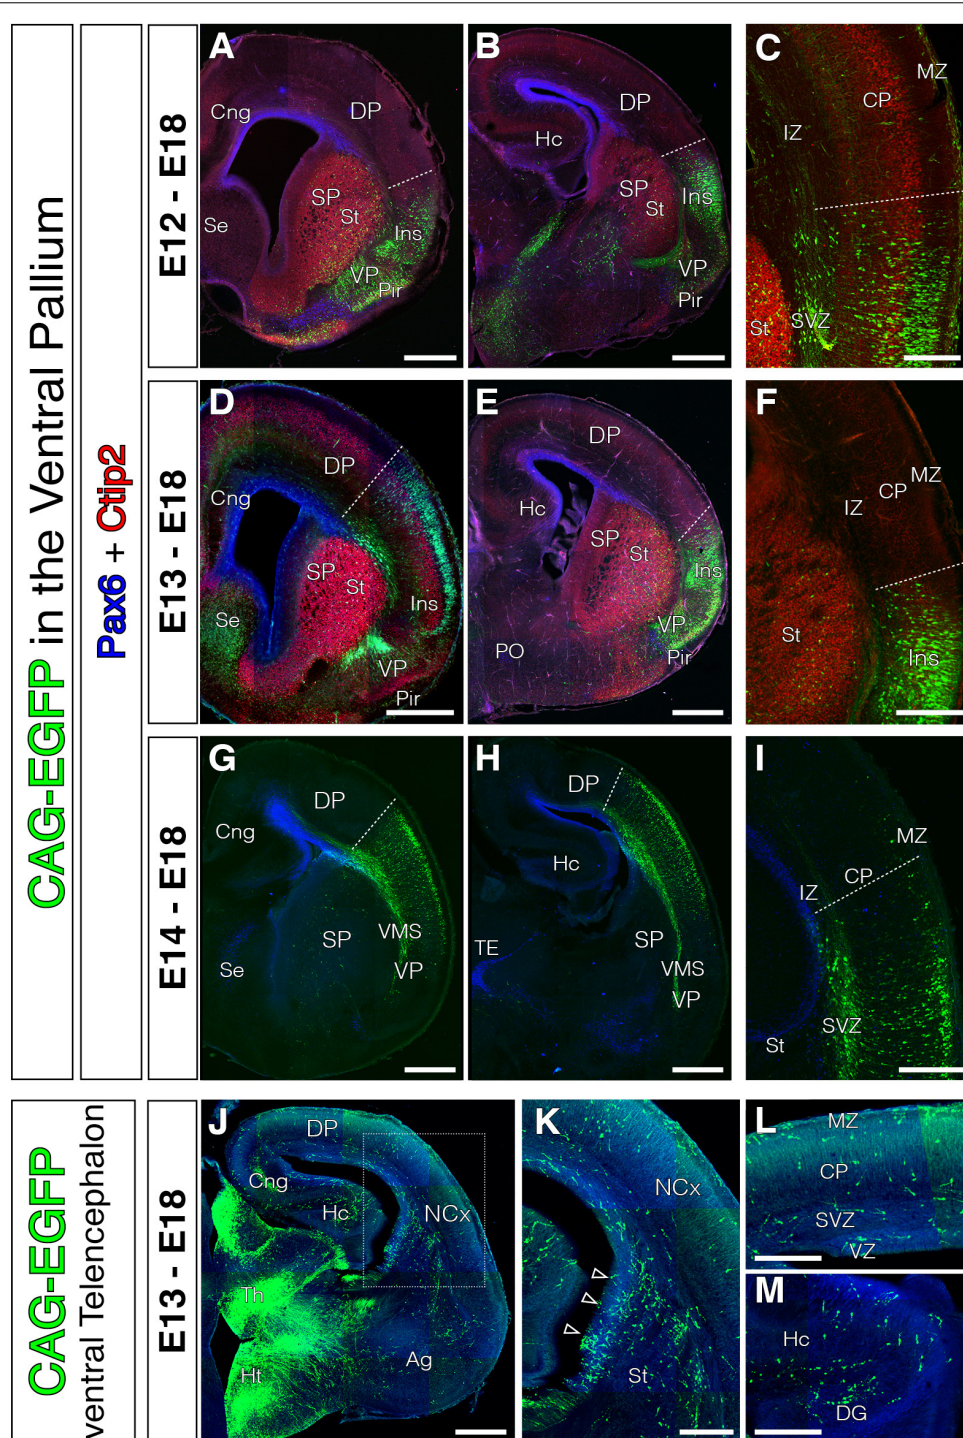 CAG-EGFP in the Ventral Pallium
Pax6 + Ctip2
E12 - E18
A
Cng
DP
SP
St
Se
Ins
VP
Pir
B
DP
Hc
SP
St
Ins
VP
Pir
C
MZ
CP
IZ
St
SVZ
E13 - E18
D
DP
Cng
SP
St
Se
Ins
VP
Pir
E
DP
Hc
SP
St
Ins
VP
PO
Pir
F
MZ
CP
IZ
St
Ins
E14 - E18
G
DP
Cng
SP
VMS
Se
VP
H
DP
Hc
SP
TE
VMS
VP
I
MZ
CP
IZ
SVZ
St
CAG-EGFP
ventral Telencephalon
E13 - E18
J
DP
Cng
Hc
NCx
Th
Ht
Ag
K
NCx
St
L
MZ
CP
SVZ
VZ
M
Hc
DG